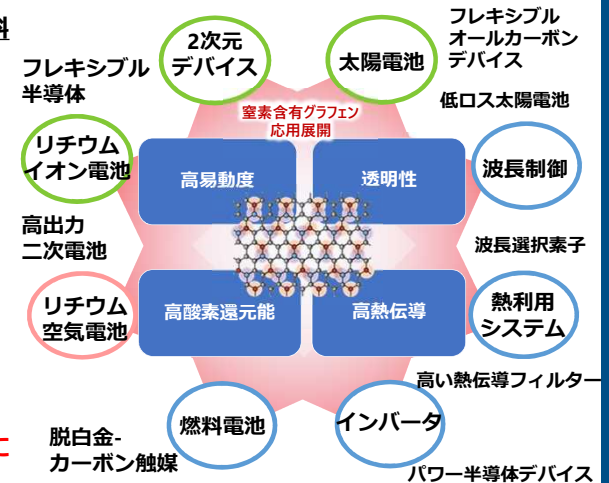 料
2次元
デバイス
太陽電池
フレキシブル
オールカーボン
デバイス
フレキシブル
半導体
窒素含有グラフェン
応用展開
低ロス太陽電池
リチウム
イオン電池
高易動度
透明性
波長制御
高出力
二次電池
波長選択素子
リチウム
空気電池
高酸素還元能
高熱伝導
熱利用
システム
高い熱伝導フィルター
燃料電池
インバータ
脱白金-
カーボン触媒
に
パワー半導体デバイス